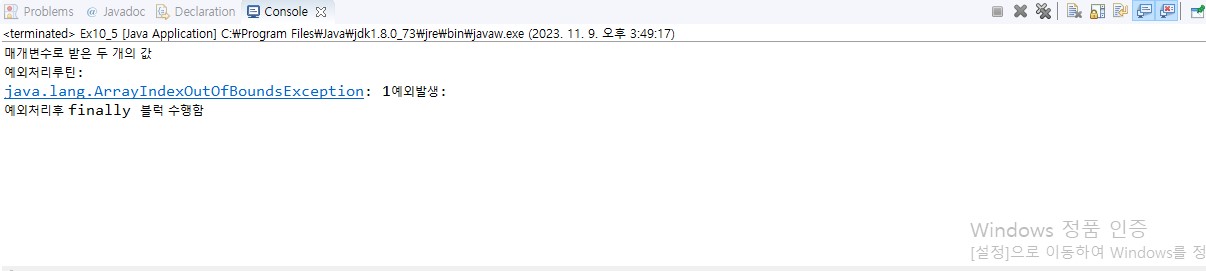 Problems @ Javadoc Declaration Console
<terminated> Ex10_5 [Java Application] C:₩Program Files₩Java₩jdk1.8.0_73₩jre₩bin₩javaw.exe (2023. 11. 9. 오후 3:49:17)
매개변수로 받은 두 개의 값
예외처리루틴:
java.lang.ArrayIndexOutOfBoundsException: 1예외발생:
예외처리후 finally 블럭 수행함
Windows 정품 인증
[설정]으로 이동하여 Windows를 정